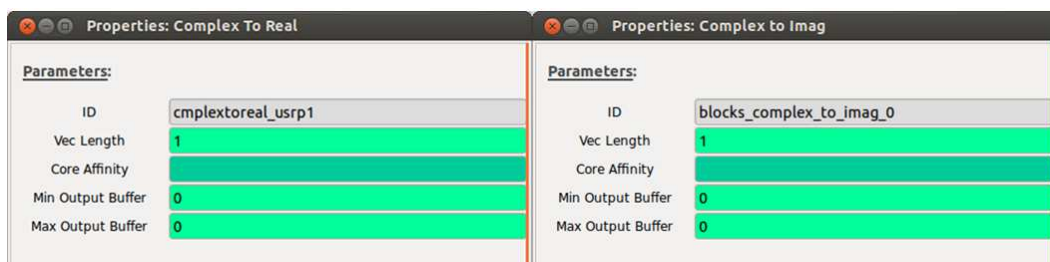 Properties: Complex To Real
Parameters:
ID cmplextoreal_usrp1
Vec Length 1
Core Affinity
Min Output Buffer 0
Max Output Buffer 0
Properties: Complex to Imag
Parameters:
ID blocks_complex_to_imag_0
Vec Length 1
Core Affinity
Min Output Buffer 0
Max Output Buffer 0